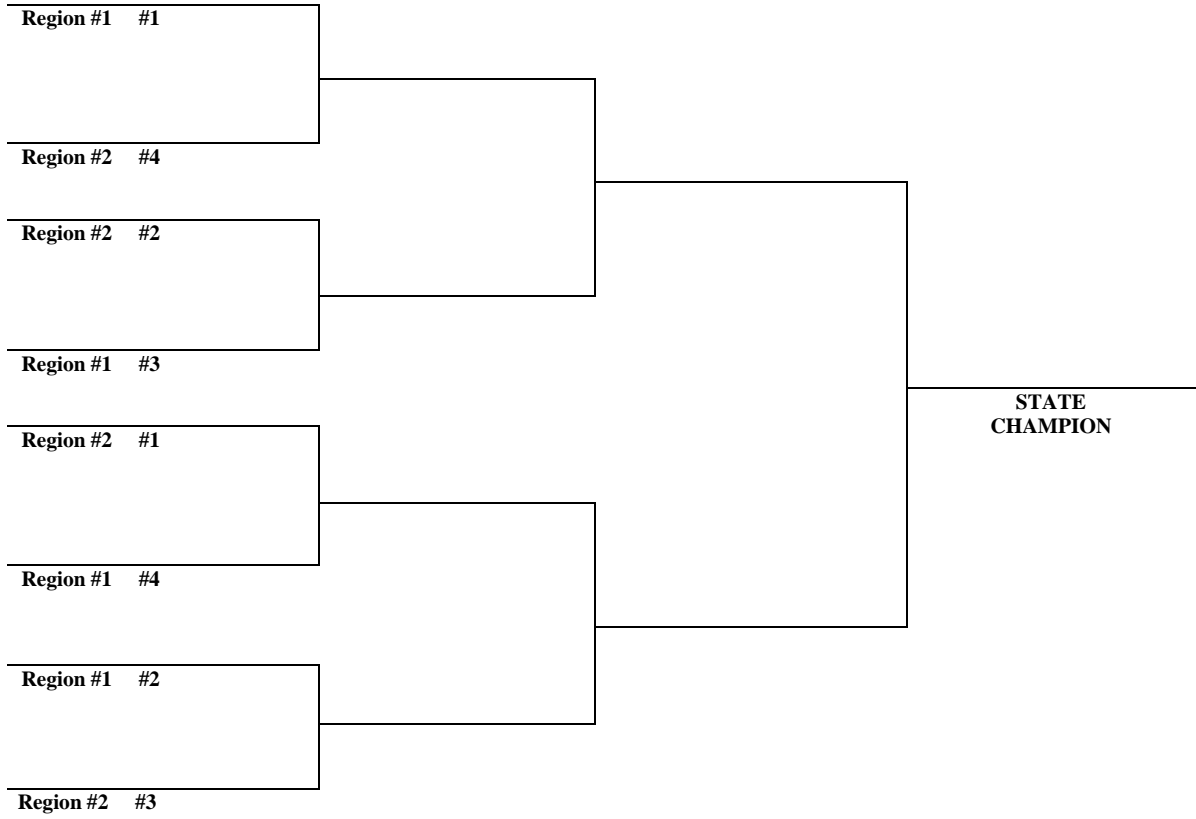 Region #1 #1
Region #2 #4
Region #2 #2
Region #1 #3
STATE
CHAMPION
Region #2 #1
Region #1 #4
Region #1 #2
Region #2 #3